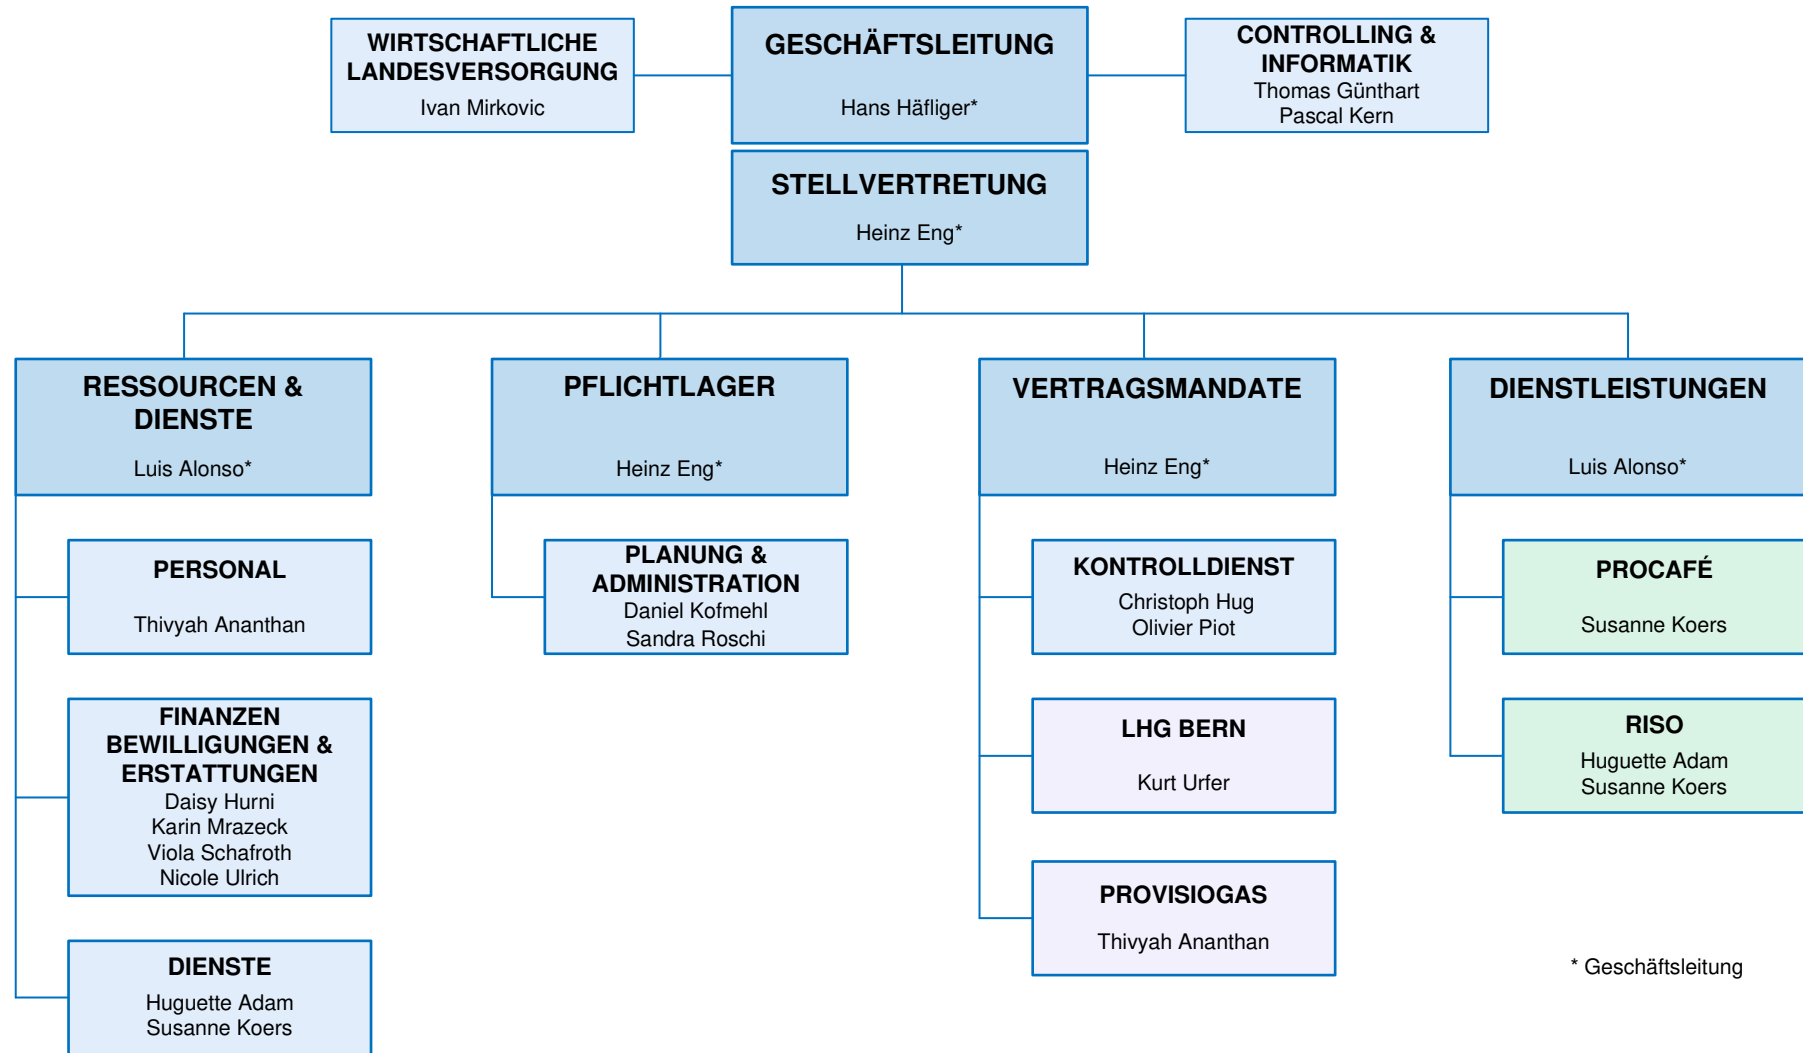 WIRTSCHAFTLICHE
LANDESVERSORGUNG
Ivan Mirkovic
GESCHÄFTSLEITUNG
Hans Häfliger*
CONTROLLING &
INFORMATIK
Thomas Günthart
Pascal Kern
STELLVERTRETUNG
Heinz Eng*
RESSOURCEN &
DIENSTE
Luis Alonso*
PFLICHTLAGER
Heinz Eng*
VERTRAGSMANDATE
Heinz Eng*
DIENSTLEISTUNGEN
Luis Alonso*
PERSONAL
Thivyah Ananthan
PLANUNG &
ADMINISTRATION
Daniel Kofmehl
Sandra Roschi
KONTROLLDIENST
Christoph Hug
Olivier Piot
PROCAFÉ
Susanne Koers
FINANZEN
BEWILLIGUNGEN &
ERSTATTUNGEN
Daisy Hurni
Karin Mrazeck
Viola Schafroth
Nicole Ulrich
LHG BERN
Kurt Urfer
RISO
Huguette Adam
Susanne Koers
PROVISIOGAS
Thivyah Ananthan
DIENSTE
Huguette Adam
Susanne Koers
* Geschäftsleitung